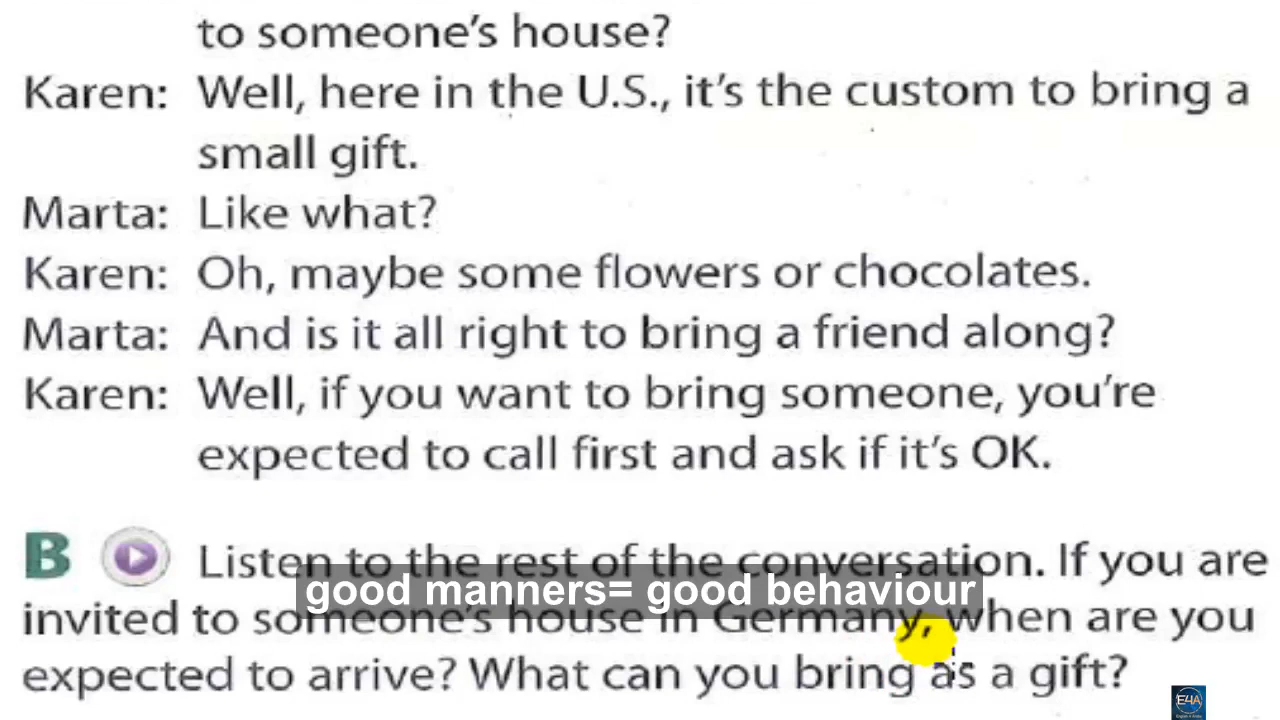 to someone's house?
Karen: Well, here in the U.S., it's the custom to bring a
small gift.
Marta: Like what?
Karen: Oh, maybe some flowers or chocolates.
Marta: And is it all right to bring a friend along?
Karen: Well, if you want to bring someone, you're
expected to call first and ask if it's OK.
B Listen to the rest of the conversation. If you are
good manners= good behaviour
invited to someone's house in Germany, when are you
expected to arrive? What can you bring as a gift?
E4A